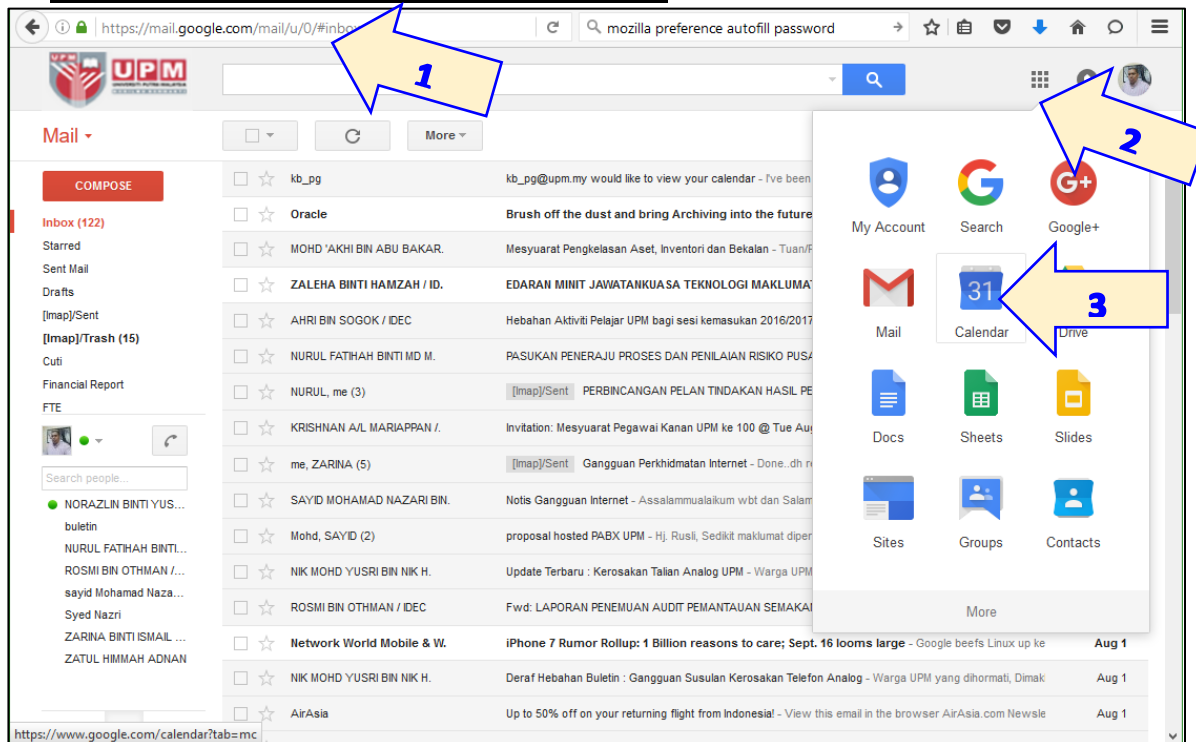 https://mail.google.com/mail/u/0/#inbo
mozilla preference autofill password
1
UPM
UNIVERSITI PUTRA MALAYSIA
2
Mail
More
COMPOSE
Inbox (122)
Starred
Sent Mail
Drafts
[Imap]/Sent
[Imap]/Trash (15)
Cuti
Financial Report
FTE
Search people...
NORAZLIN BINTI YUS...
buletin
NURUL FATIHAH BINTI...
ROSMI BIN OTHMAN /...
sayid Mohamad Naza...
Syed Nazri
ZARINA BINTI ISMAIL ...
ZATUL HIMMAH ADNAN
kb_pg kb_pg@upm.my would like to view your calendar - I've been
Oracle Brush off the dust and bring Archiving into the future
MOHD 'AKHI BIN ABU BAKAR. Mesyuarat Pengkelasan Aset, Inventori dan Bekalan - Tuan/P
ZALEHA BINTI HAMZAH / ID. EDARAN MINIT JAWATANKUASA TEKNOLOGI MAKLUMA
AHRI BIN SOGOK / IDEC Hebahan Aktiviti Pelajar UPM bagi sesi kemasukan 2016/2017
NURUL FATIHAH BINTI MD M. PASUKAN PENERAJU PROSES DAN PENILAIAN RISIKO PUSA
NURUL, me (3) [Imap]/Sent PERBINCANGAN PELAN TINDAKAN HASIL PE
KRISHNAN A/L MARIAPPAN /. Invitation: Mesyuarat Pegawai Kanan UPM ke 100 @ Tue Aug
me, ZARINA (5) [Imap]/Sent Gangguan Perkhidmatan Internet - Done..dh r
SAYID MOHAMAD NAZARI BIN. Notis Gangguan Internet - Assalammualaikum wbt dan Salam
Mohd, SAYID (2) proposal hosted PABX UPM - Hj. Rusli, Sedikit maklumat diper
NIK MOHD YUSRI BIN NIK H. Update Terbaru : Kerosakan Talian Analog UPM - Warga UPM
ROSMI BIN OTHMAN / IDEC Fwd: LAPORAN PENEMUAN AUDIT PEMANTAUAN SEMAKAN
Network World Mobile & W. iPhone 7 Rumor Rollup: 1 Billion reasons to care; Sept. 16 looms large - Google beefs Linux up ke Aug 1
NIK MOHD YUSRI BIN NIK H. Deraf Hebahan Buletin : Gangguan Susulan Kerosakan Telefon Analog - Warga UPM yang dihormati, Dimak Aug 1
AirAsia Up to 50% off on your returning flight from Indonesia! - View this email in the browser AirAsia.com Newsle Aug 1
My Account Search Google+
G+
31
3
Mail Calendar Drive
Docs Sheets Slides
Sites Groups Contacts
More
https://www.google.com/calendar?tab=mc